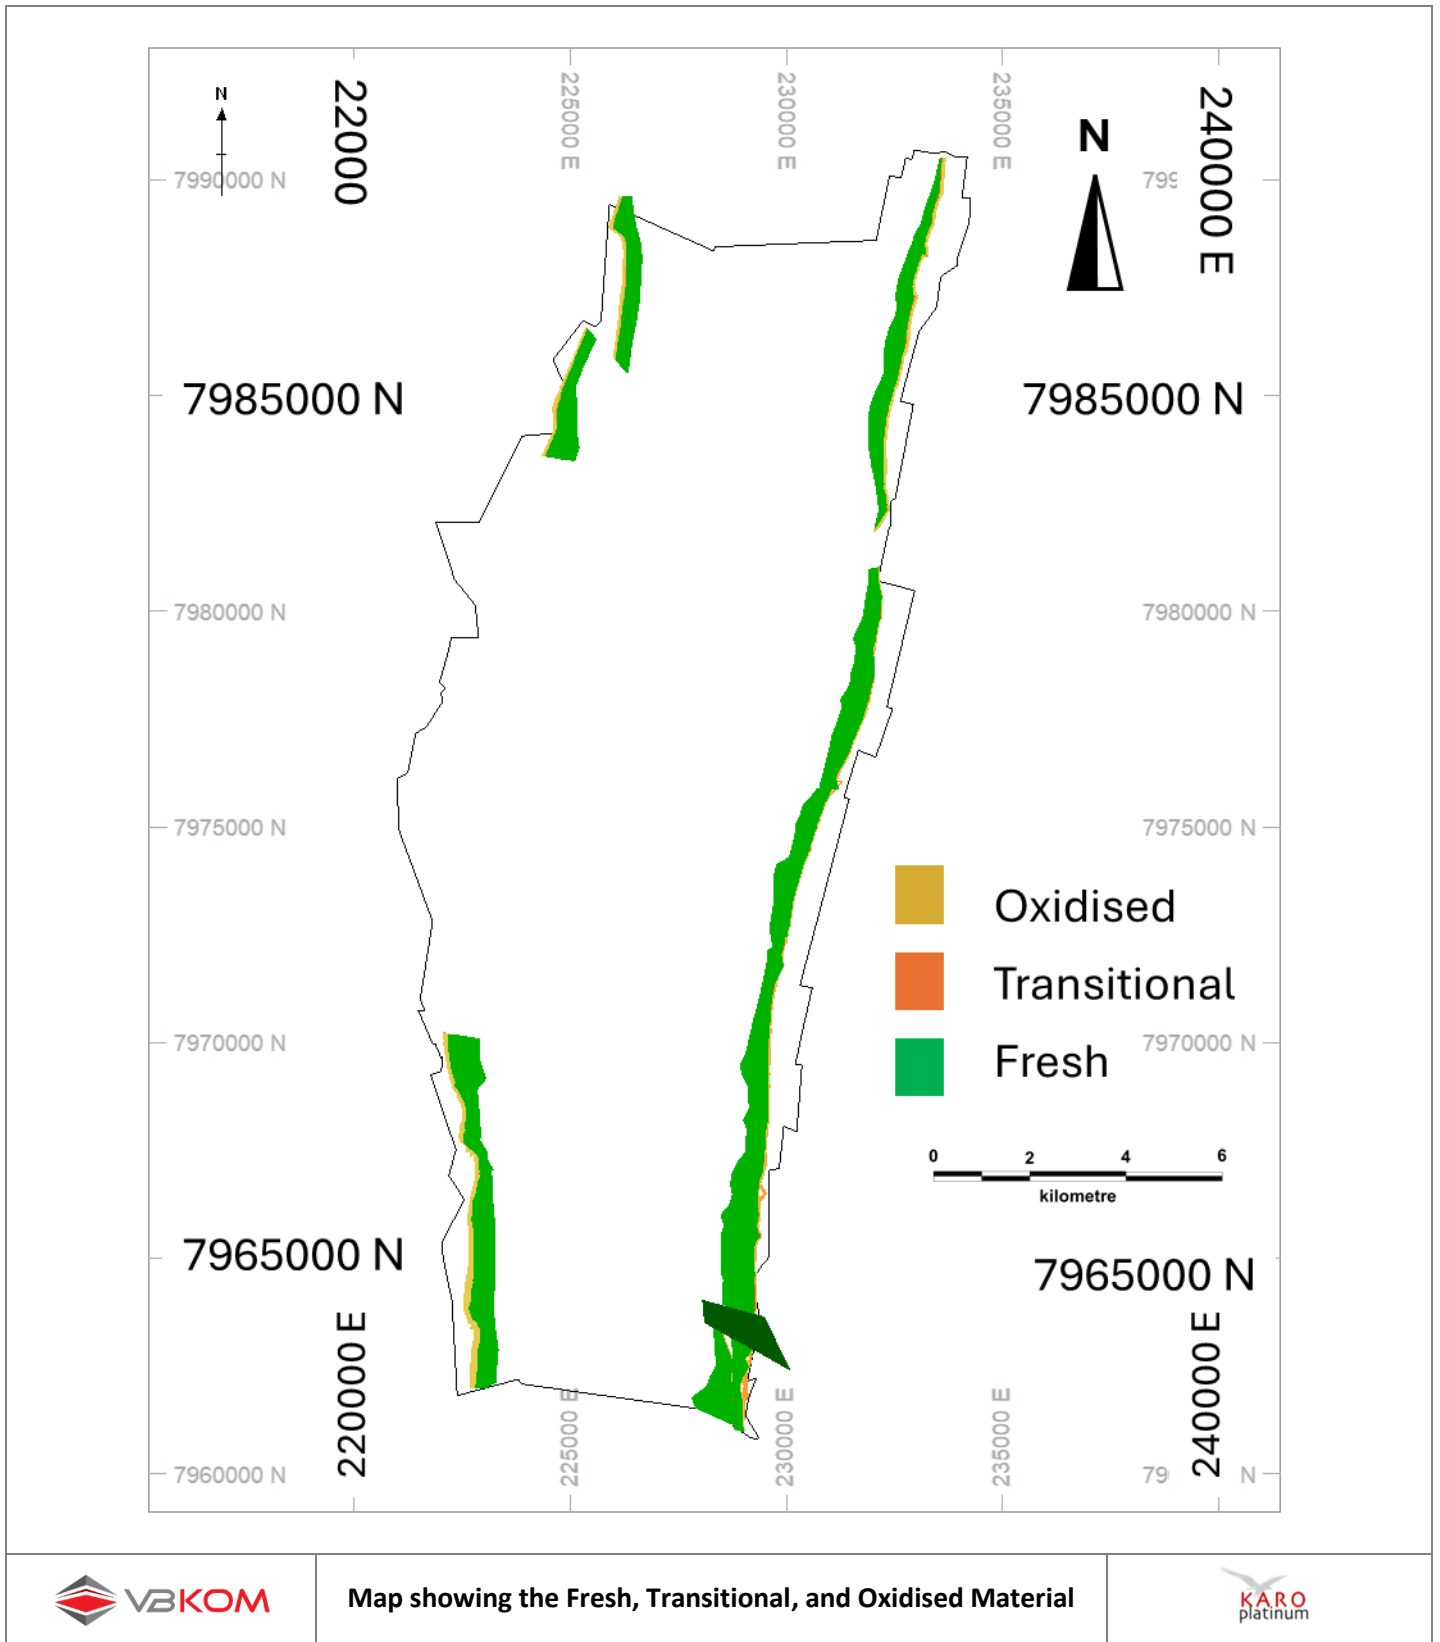 N
22000
225000 E
230000 E
235000 E
240000 E
N
7990000 N
799
7985000 N
7985000 N
7980000 N
7980000 N
7975000 N
7975000 N
Oxidised
Transitional
Fresh
7970000 N
7970000 N
0 2 4 6
kilometre
7965000 N
7965000 N
220000 E
225000 E
230000 E
235000 E
240000 E
7960000 N
79 N
VBKOM
Map showing the Fresh, Transitional, and Oxidised Material
KARO
platinum